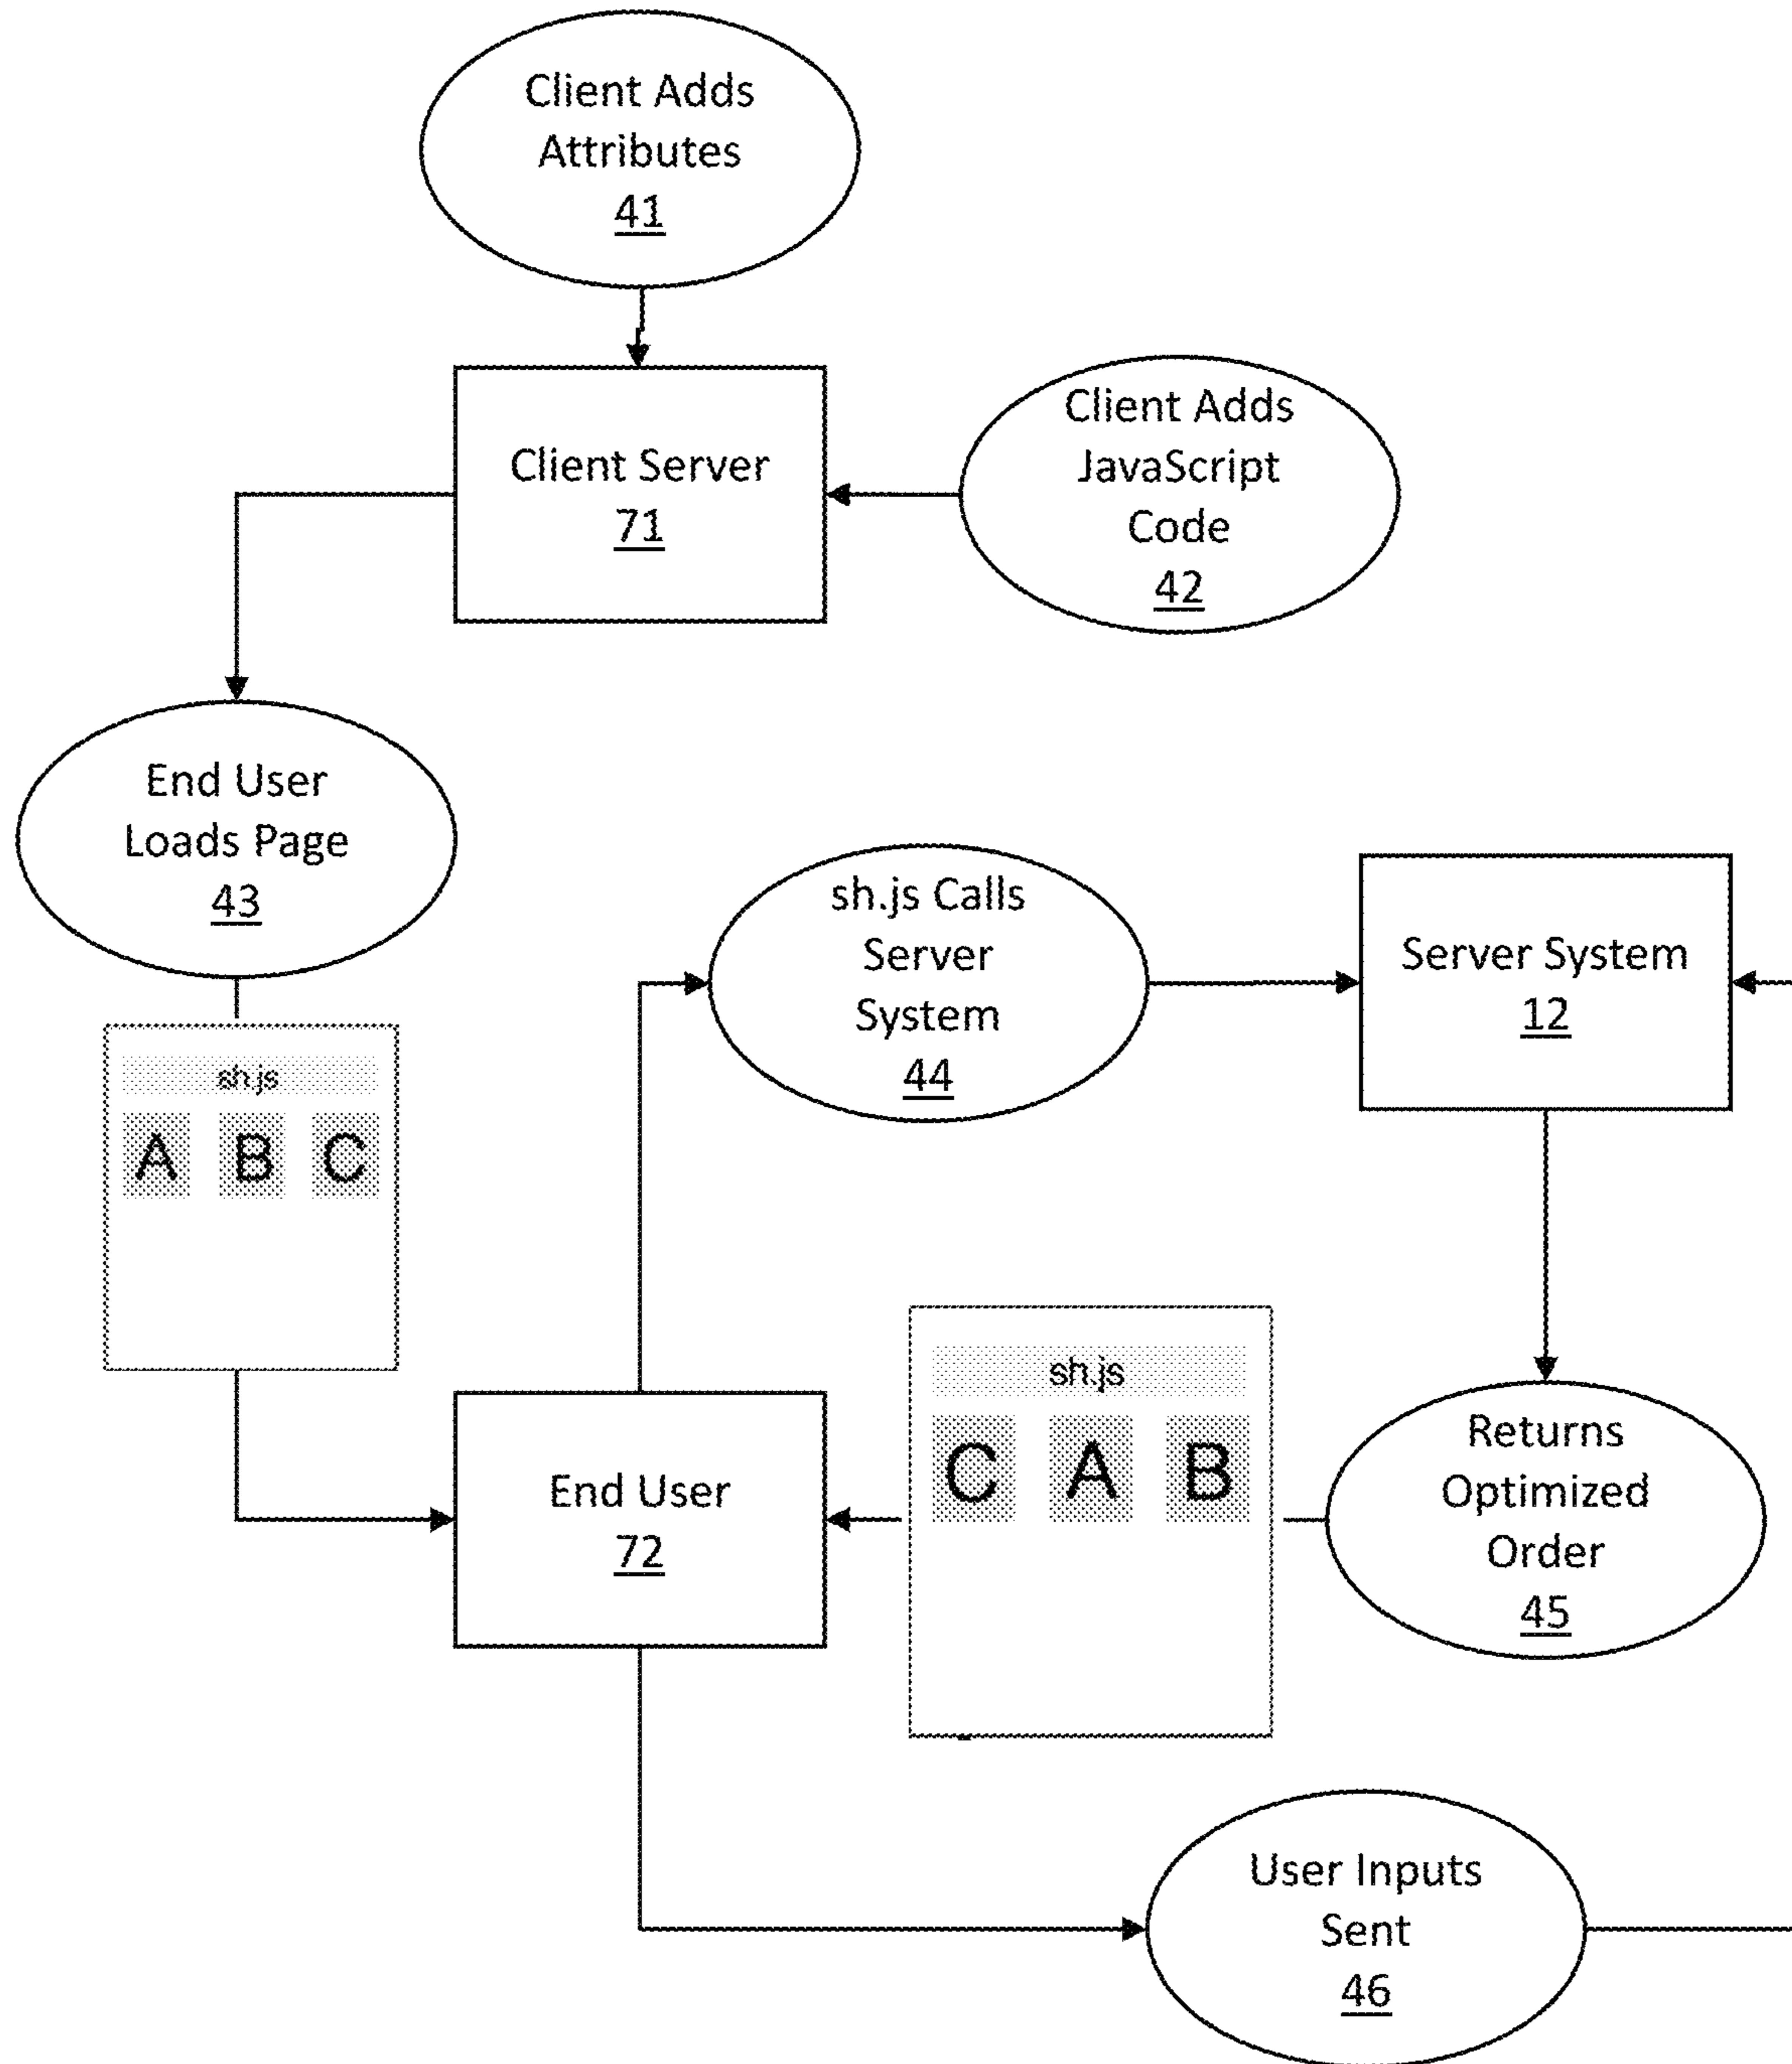 Client Adds
Attributes
41
Client Server
71
Client Adds
JavaScript
Code
42
End User
Loads Page
43
sh.js
A B C
sh.js Calls
Server
System
44
Server System
12
sh.js
C A B
Returns
Optimized
Order
45
End User
72
User Inputs
Sent
46